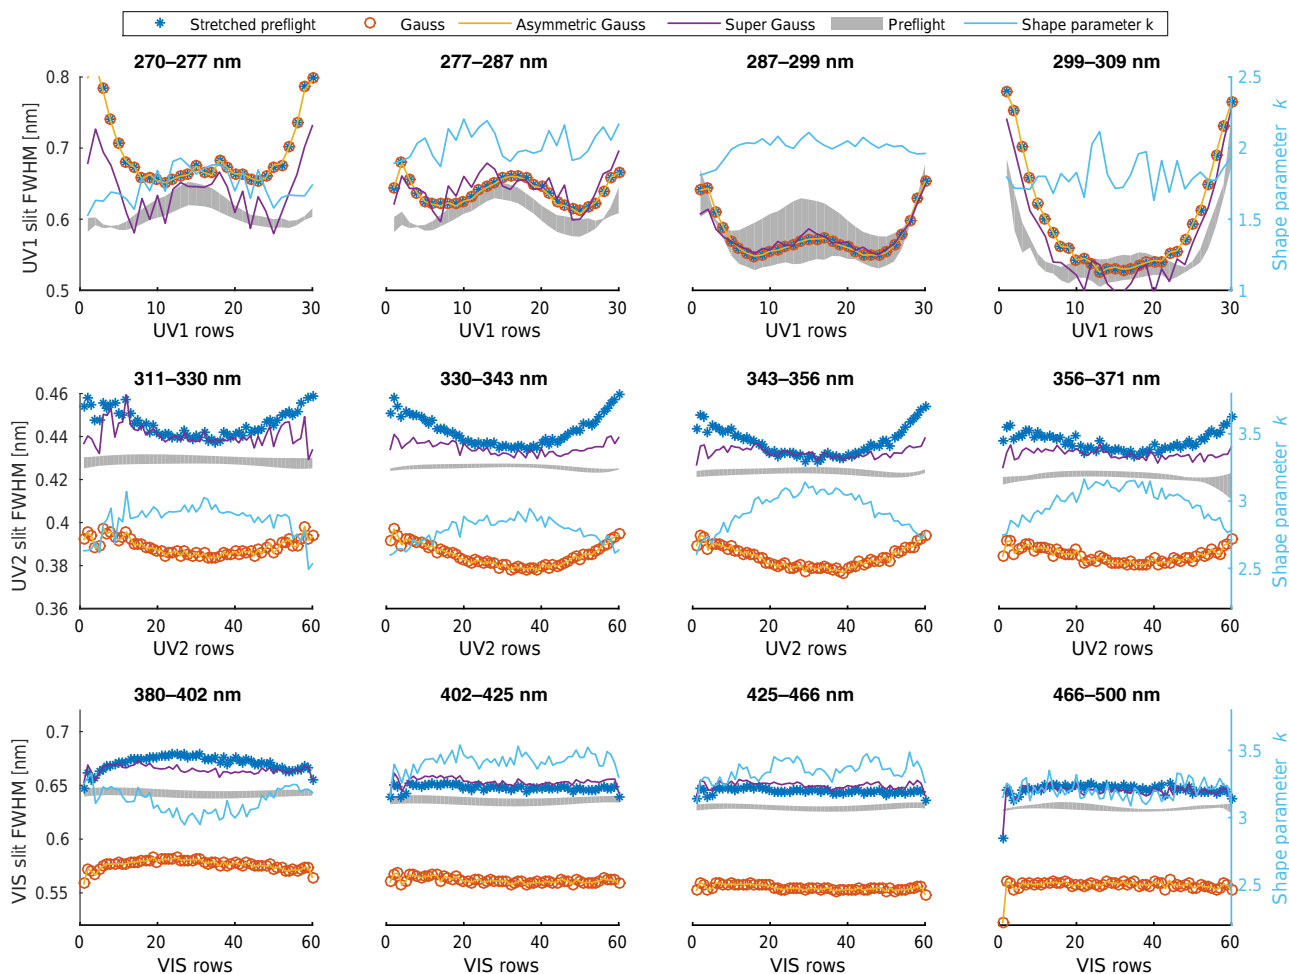 Stretched preflight Gauss Asymmetric Gauss Super Gauss Preflight Shape parameter k
270–277 nm 277–287 nm 287–299 nm 299–309 nm
UV1 slit FWHM [nm]
0.8
0.7
0.6
0.5
2.5
2
1.5
1
Shape parameter k
0 10 20 30 0 10 20 30 0 10 20 30 0 10 20 30
UV1 rows UV1 rows UV1 rows UV1 rows
311–330 nm 330–343 nm 343–356 nm 356–371 nm
UV2 slit FWHM [nm]
0.46
0.44
0.42
0.4
0.38
0.36
3.5
3
2.5
Shape parameter k
0 20 40 60 0 20 40 60 0 20 40 60 0 20 40 60
UV2 rows UV2 rows UV2 rows UV2 rows
380–402 nm 402–425 nm 425–466 nm 466–500 nm
VIS slit FWHM [nm]
0.7
0.65
0.6
0.55
3.5
3
2.5
Shape parameter k
0 20 40 60 0 20 40 60 0 20 40 60 0 20 40 60
VIS rows VIS rows VIS rows VIS rows